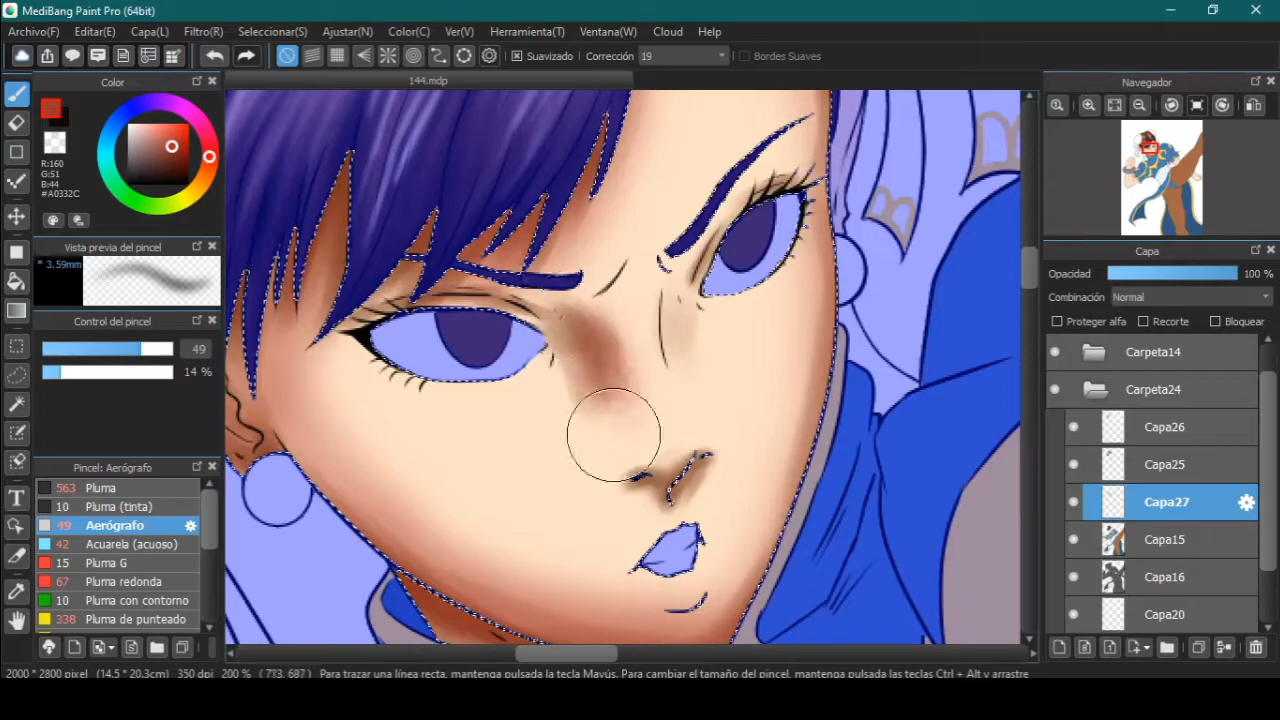 MediBang Paint Pro (64bit)
Archivo(F) Editar(E) Capa(L) Filtro(R) Seleccionar(S) Ajustar(N) Color(C) Ver(V) Herramienta(T) Ventana(W) Cloud Help
Suavizado Corrección 19 Bordes Suaves
Color
144.mdp
Navegador
R:160
G:51
B:44
#A0332C
Vista previa del pincel
* 3.59mm
Control del pincel
49
14 %
Capa
Opacidad 100 %
Combinación Normal
Proteger alfa Recorte Bloquear
Carpeta14
Carpeta24
Capa26
Capa25
Capa27
Capa15
Capa16
Capa20
Pincel: Aerógrafo
563 Pluma
10 Pluma (tinta)
49 Aerógrafo
42 Acuarela (acuoso)
15 Pluma G
67 Pluma redonda
10 Pluma con contorno
338 Pluma de punteado
2000 * 2800 pixel (14.5 * 20.3cm) 350 dpi 200 % (773, 687) Para trazar una línea recta, mantenga pulsada la tecla Mayús. Para cambiar el tamaño del pincel, mantenga pulsadas las teclas Ctrl + Alt y arrastre